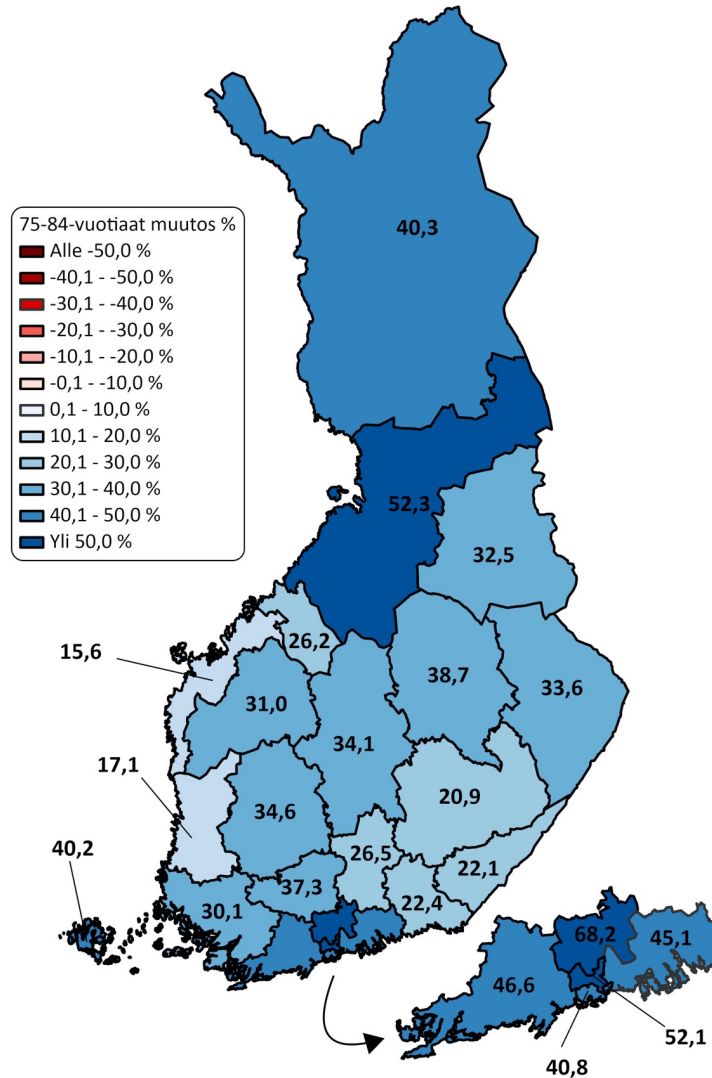 40,3
75-84-vuotiaat muutos %
Alle -50,0 %
-40,1 - -50,0 %
-30,1 - -40,0 %
-20,1 - -30,0 %
-10,1 - -20,0 %
-0,1 - -10,0 %
0,1 - 10,0 %
10,1 - 20,0 %
20,1 - 30,0 %
30,1 - 40,0 %
40,1 - 50,0 %
Yli 50,0 %
52,3
32,5
26,2
15,6
38,7
33,6
31,0
34,1
17,1
20,9
34,6
40,2
26,5
22,1
37,3
22,4
30,1
68,2
45,1
46,6
52,1
40,8